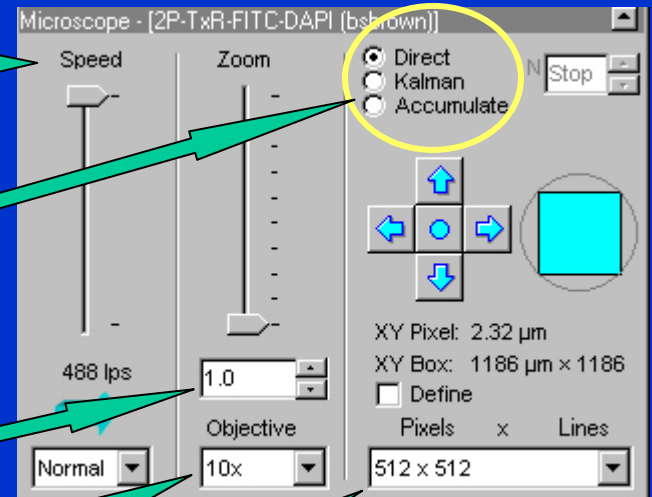 Microscope - [2P-TxR-FITC-DAPI (bsbrown)]
Speed
Zoom
Direct
Kalman
Accumulate
N
Stop
XY Pixel: 2.32 µm
XY Box: 1186 µm × 1186
Define
488 lps
1.0
Objective
Pixels x Lines
Normal
10x
512 x 512